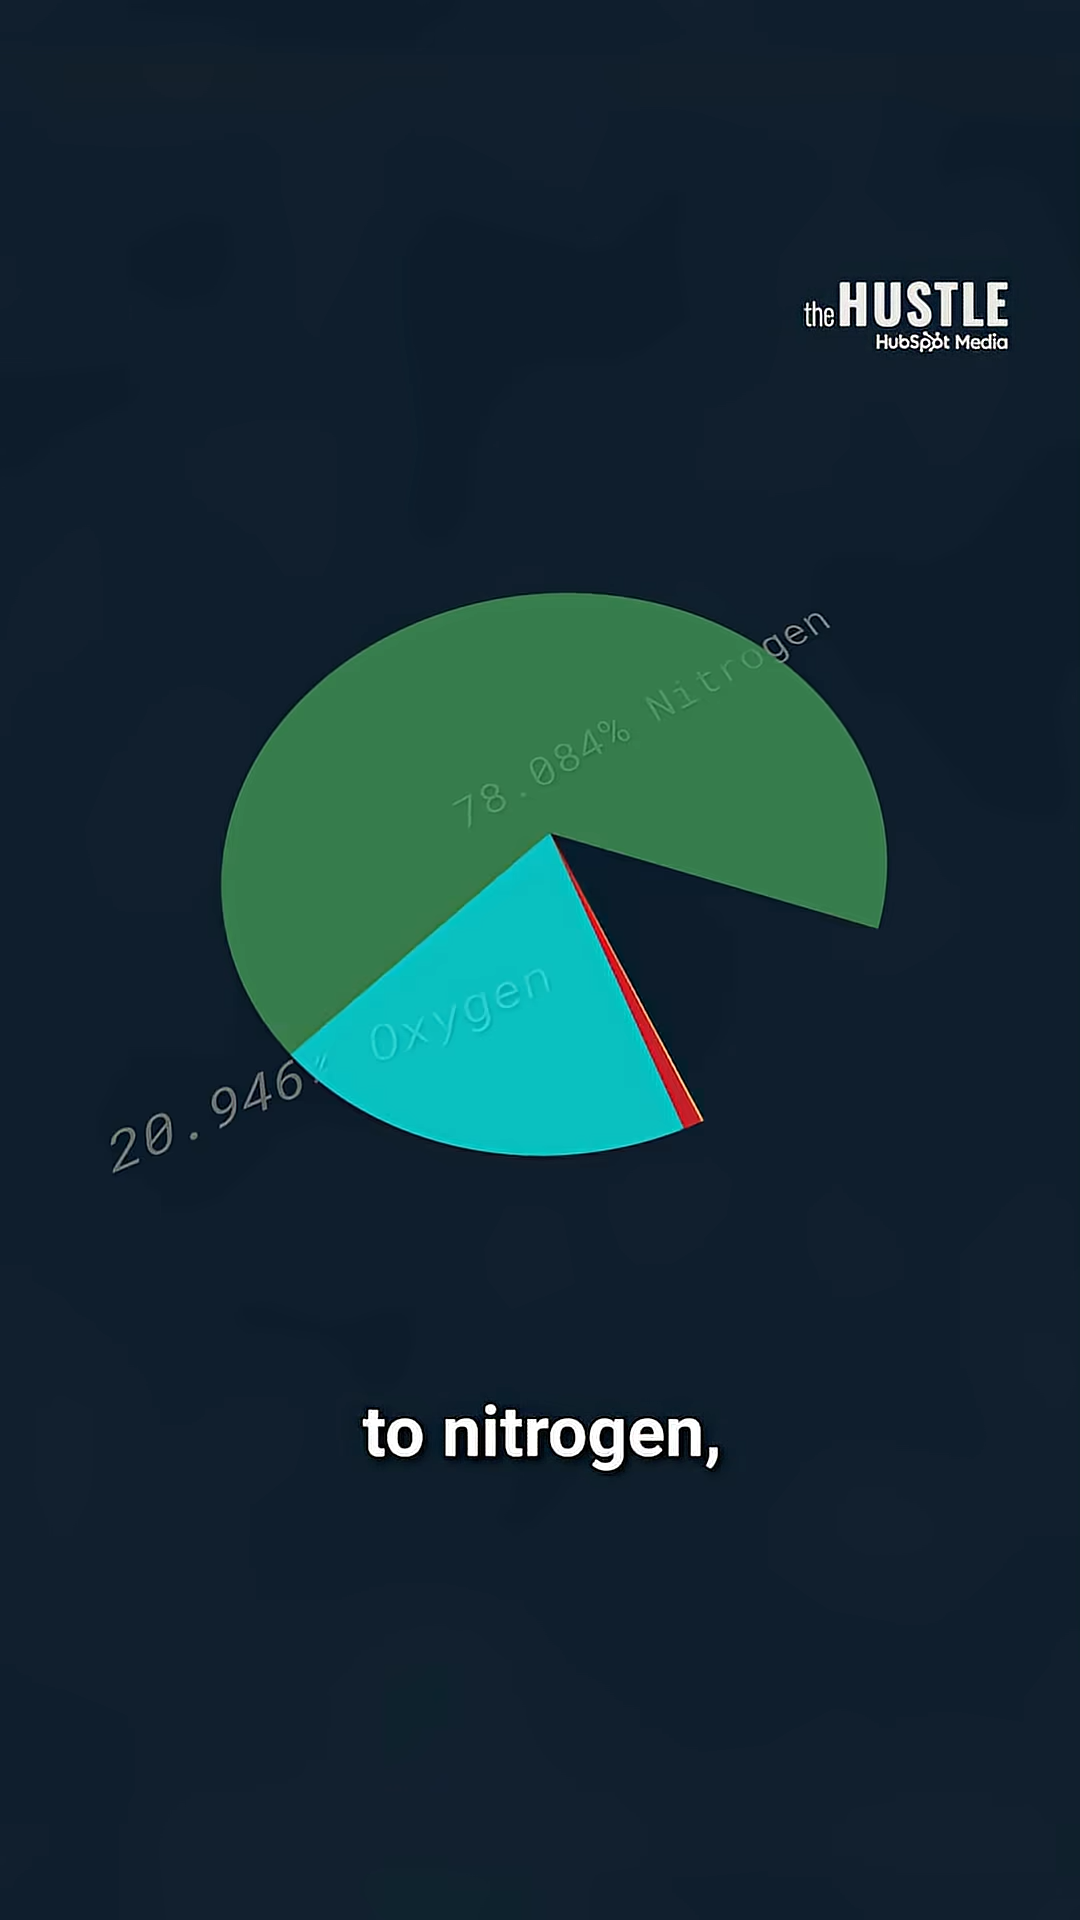 the HUSTLE
HubSpot Media
78.084% Nitrogen
20.946% Oxygen
to nitrogen,